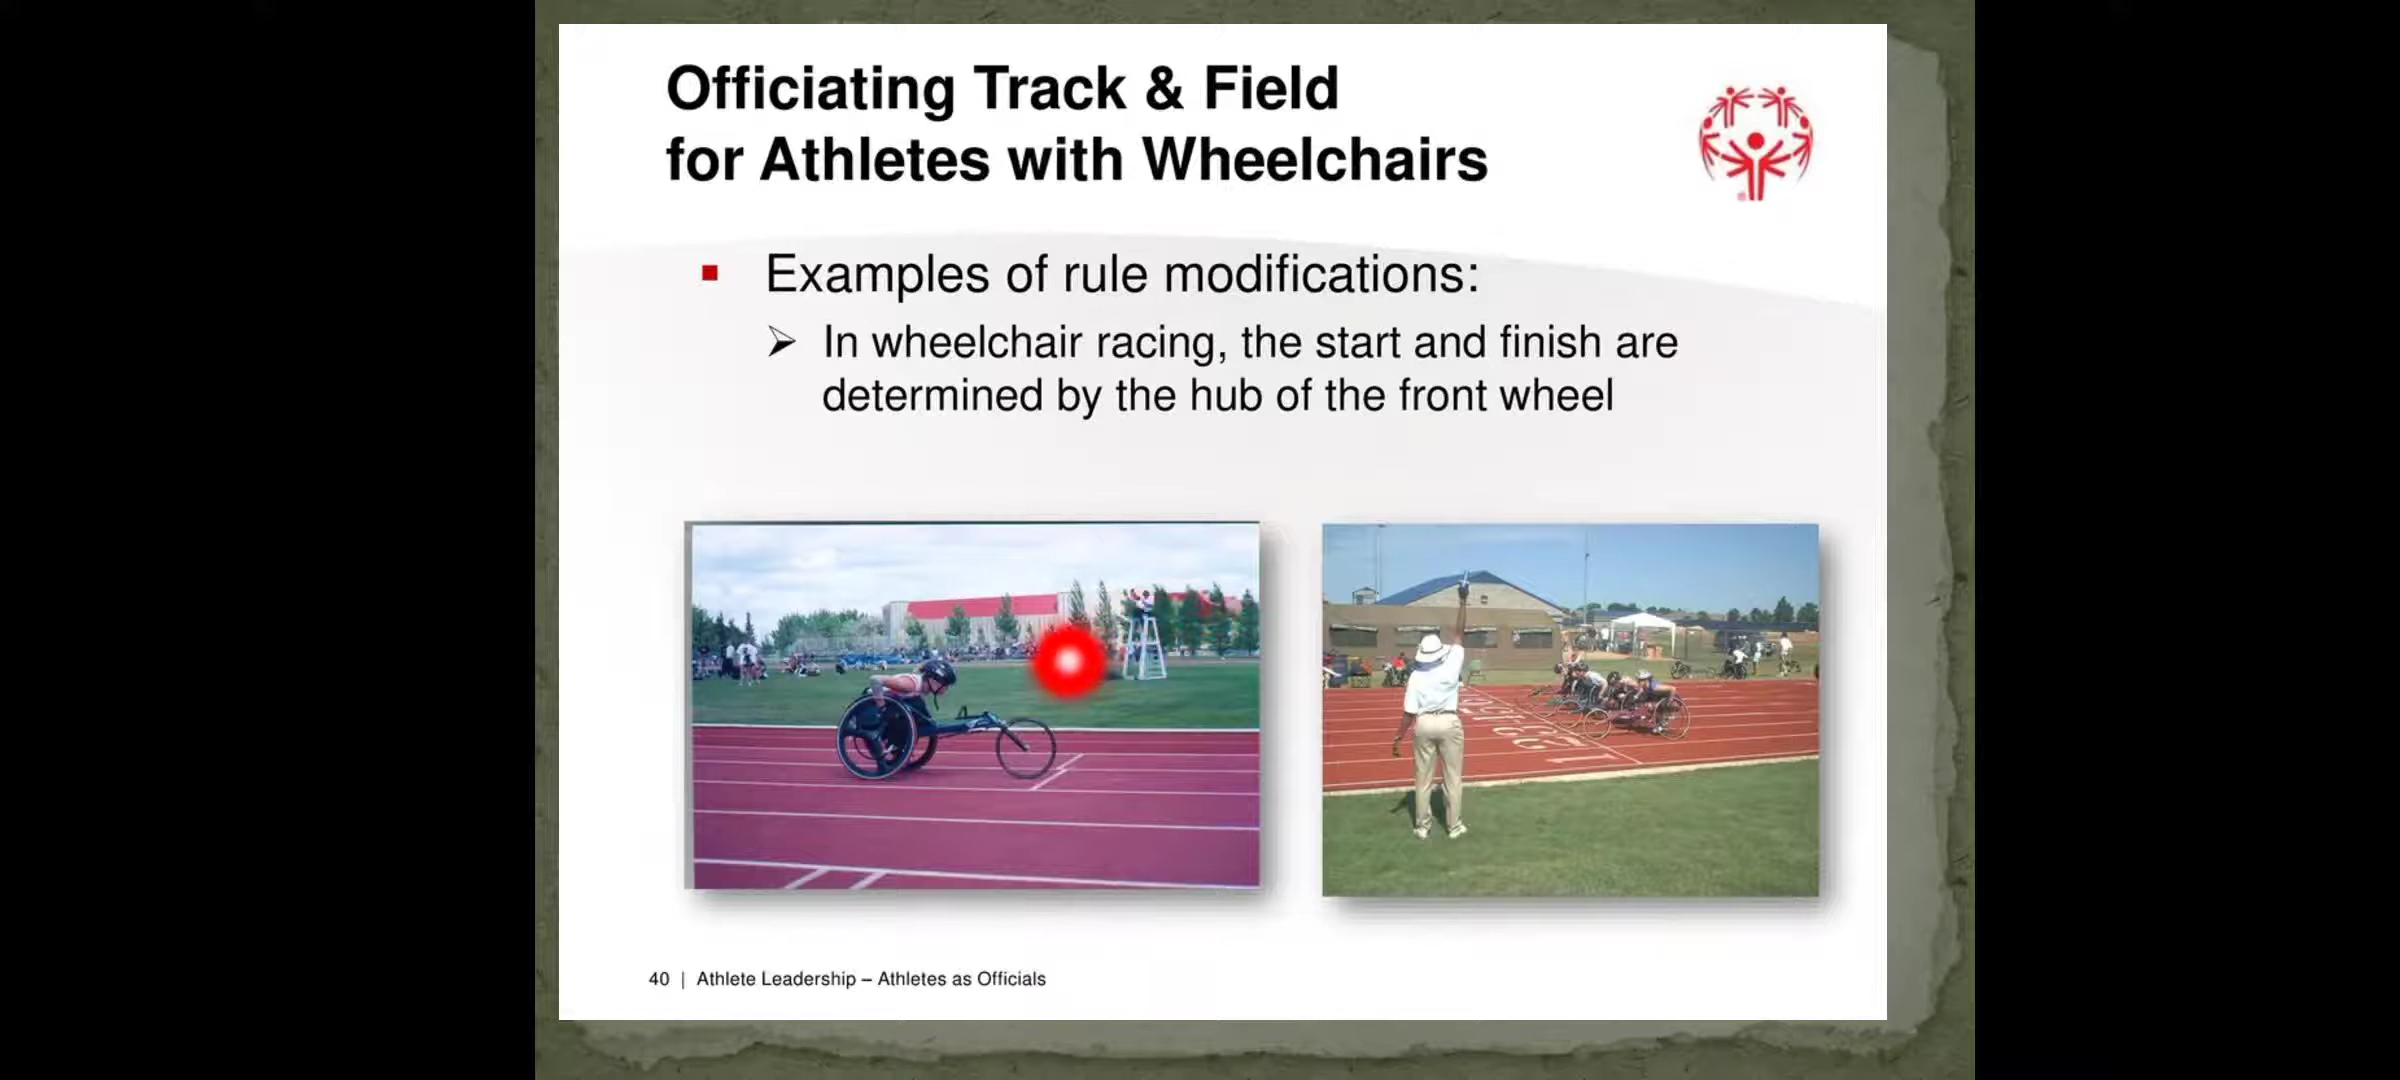 Officiating Track & Field
for Athletes with Wheelchairs
▪ Examples of rule modifications:
➢ In wheelchair racing, the start and finish are
determined by the hub of the front wheel
40 | Athlete Leadership – Athletes as Officials